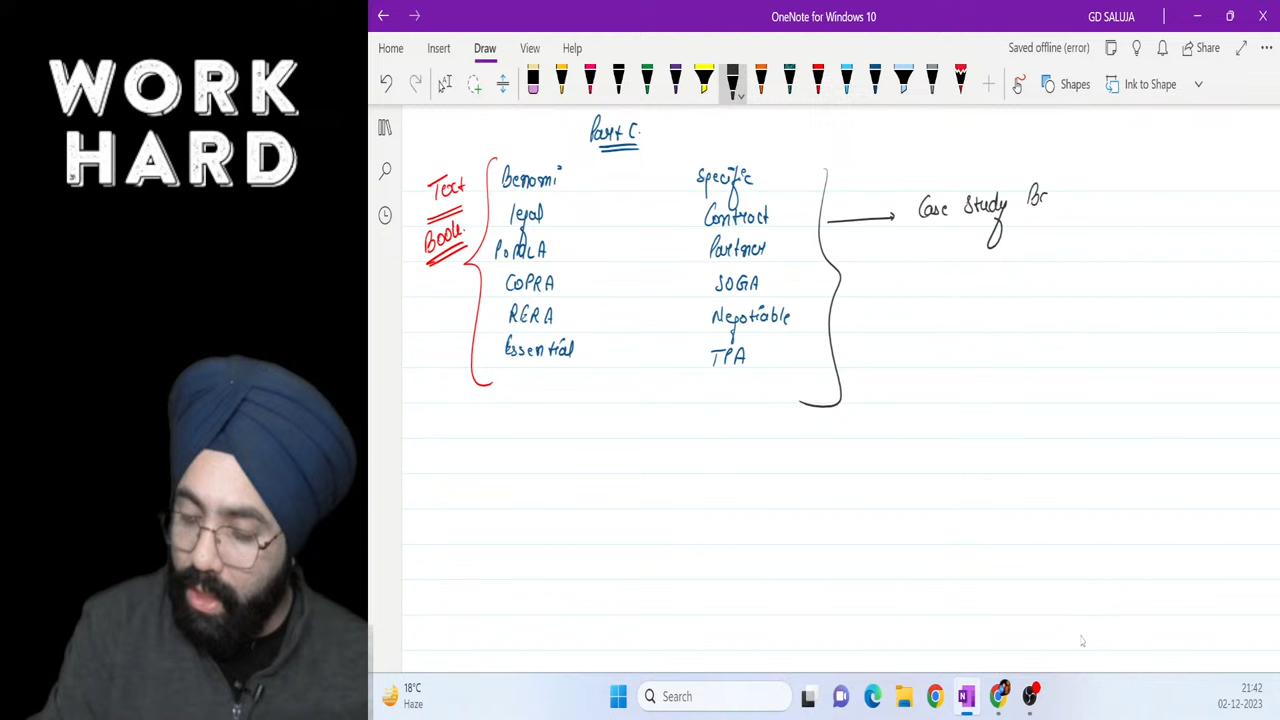 WORK
HARD
OneNote for Windows 10
GD SALUJA
Home Insert Draw View Help
Saved offline (error)
Share
Shapes
Ink to Shape
Part C.
Text
Book.
Benami
legal
PoMLA
COPRA
RERA
Essential
Specific
Contract
Partner
SOGA
Negotiable
TPA
Case Study Bo
18°C
Haze
Search
21:42
02-12-2023